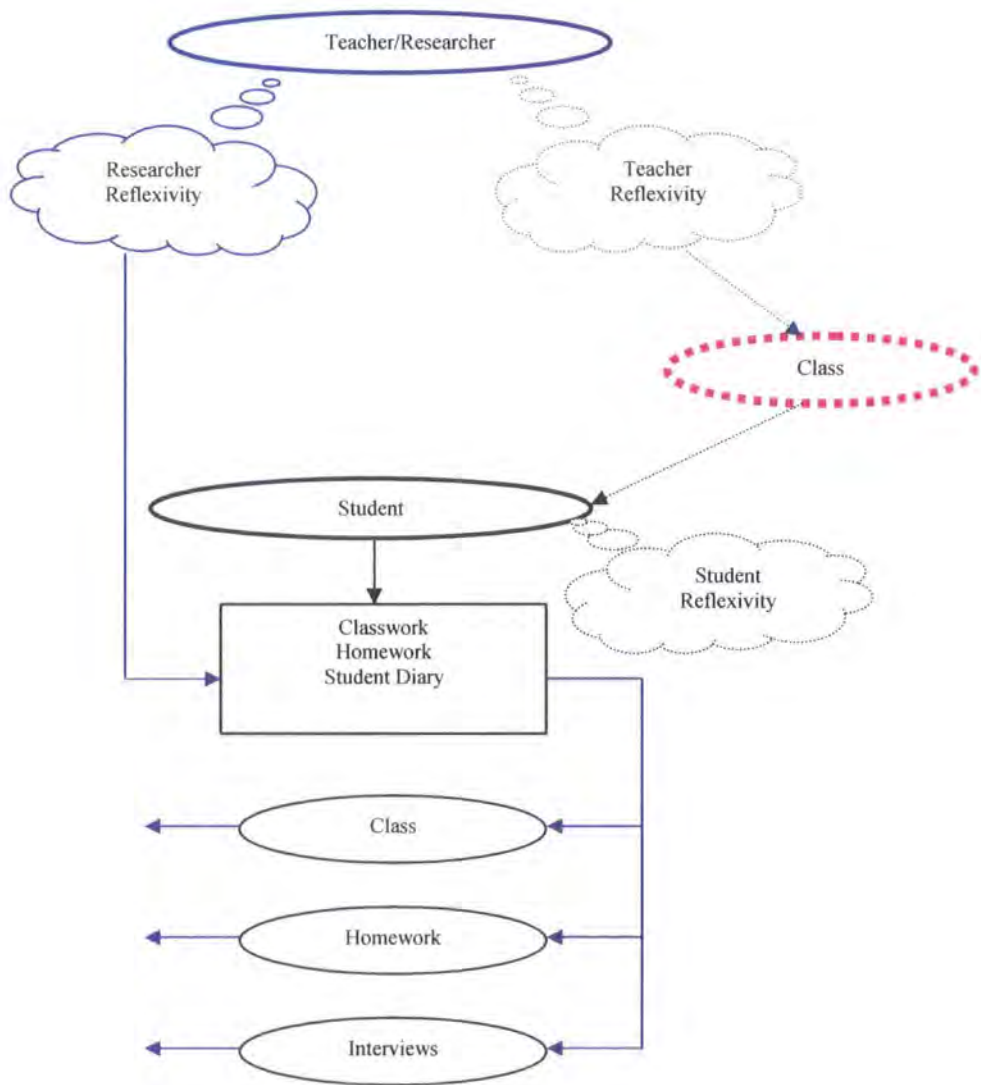 Teacher/Researcher
Researcher
Reflexivity
Teacher
Reflexivity
Class
Student
Student
Reflexivity
Classwork
Homework
Student Diary
Class
Homework
Interviews